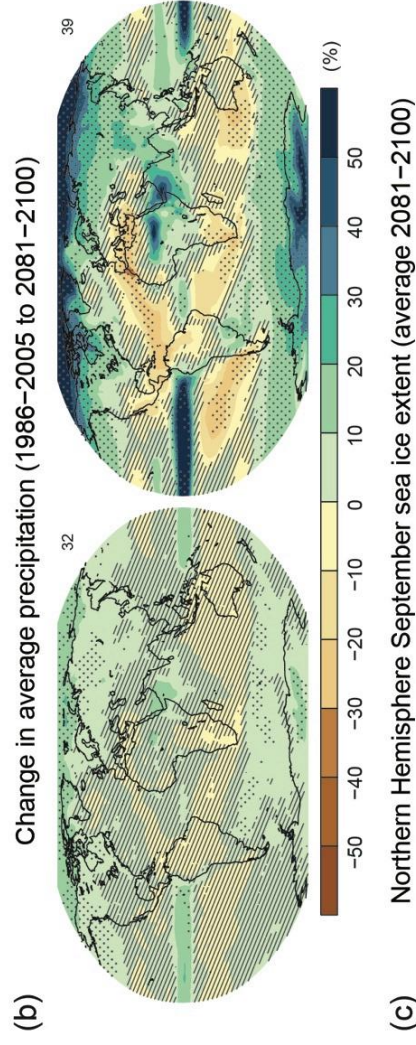 (b)
Change in average precipitation (1986–2005 to 2081–2100)
32
39
−50 −40 −30 −20 −10 0 10 20 30 40 50
(%)
(c)
Northern Hemisphere September sea ice extent (average 2081–2100)